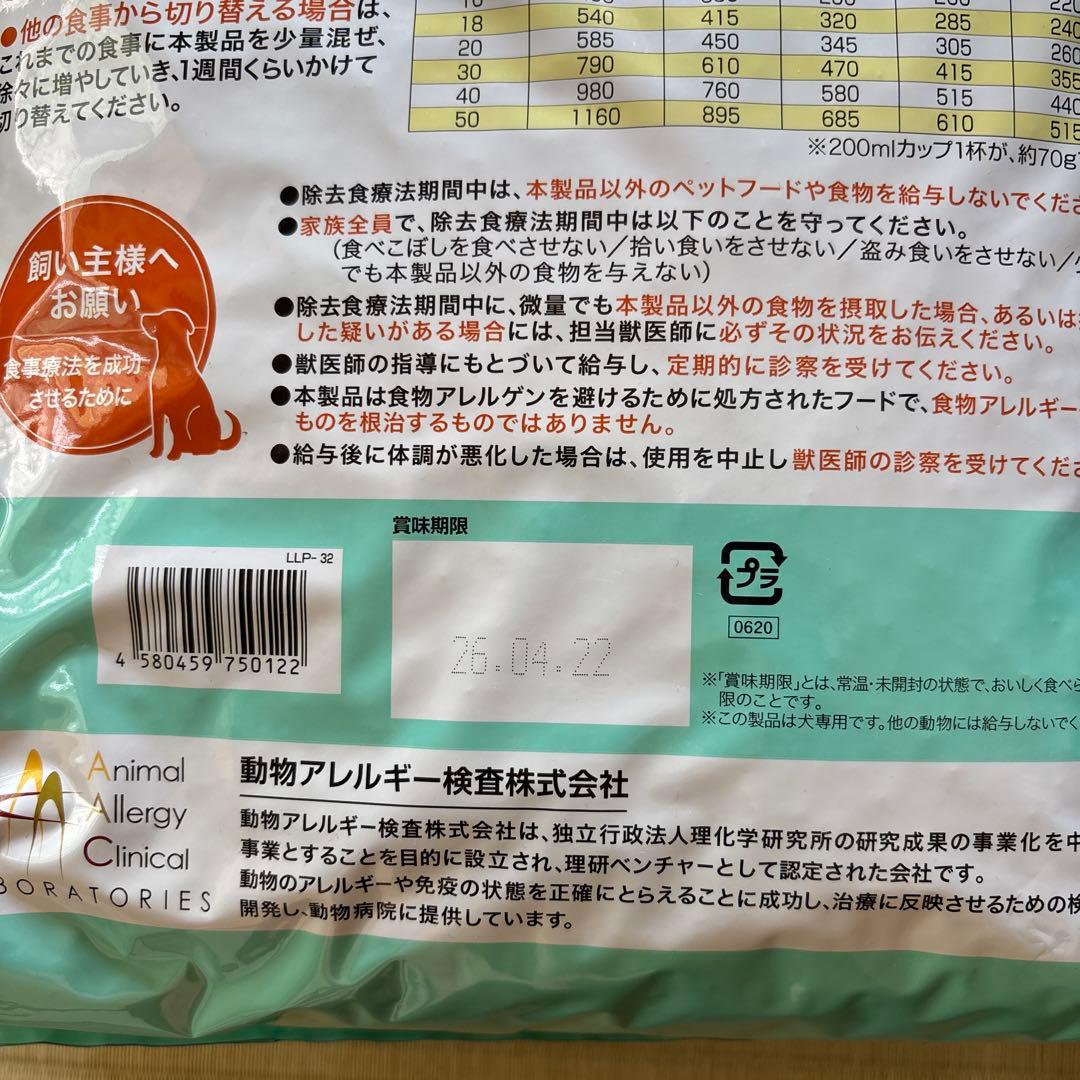 ●他の食事から切り替える場合は、
これまでの食事に本製品を少量混ぜ、
徐々に増やしていき、1週間くらいかけて
切り替えてください。
18 540 415 320 285 240
20 585 450 345 305 260
30 790 610 470 415 355
40 980 760 580 515 440
50 1160 895 685 610 515
※200mlカップ1杯が、約70g
飼い主様へ
お願い
食事療法を成功
させるために
●除去食療法期間中は、本製品以外のペットフードや食物を給与しないでくだ
●家族全員で、除去食療法期間中は以下のことを守ってください。
(食べこぼしを食べさせない／拾い食いをさせない／盗み食いをさせない／
でも本製品以外の食物を与えない)
●除去食療法期間中に、微量でも本製品以外の食物を摂取した場合、あるいは
した疑いがある場合には、担当獣医師に必ずその状況をお伝えください。
●獣医師の指導にもとづいて給与し、定期的に診察を受けてください。
●本製品は食物アレルゲンを避けるために処方されたフードで、食物アレルギー
ものを根治するものではありません。
●給与後に体調が悪化した場合は、使用を中止し獣医師の診察を受けてくだ
賞味期限
LLP-32
4 580459 750122
26.04.22
プラ
0620
※「賞味期限」とは、常温・未開封の状態で、おいしく食べ
限のことです。
※この製品は犬専用です。他の動物には給与しないでく
Animal
Allergy
Clinical
BORATORIES
動物アレルギー検査株式会社
動物アレルギー検査株式会社は、独立行政法人理化学研究所の研究成果の事業化を中
事業とすることを目的に設立され、理研ベンチャーとして認定された会社です。
動物のアレルギーや免疫の状態を正確にとらえることに成功し、治療に反映させるための検
開発し、動物病院に提供しています。